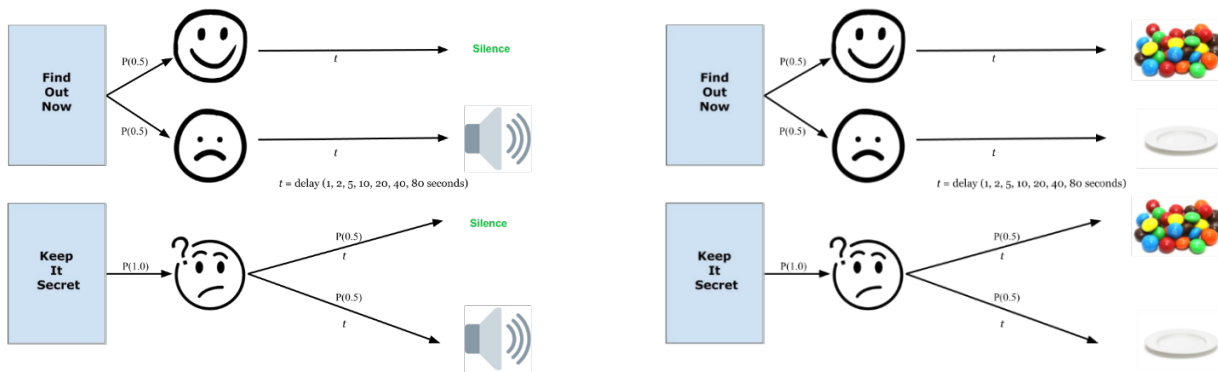 P(0.5)
Silence
t
Find
Out
Now
P(0.5)
t
t = delay (1, 2, 5, 10, 20, 40, 80 seconds)
Silence
P(0.5)
t
Keep
It
Secret
?
P(1.0)
P(0.5)
t
P(0.5)
t
Find
Out
Now
P(0.5)
t
t = delay (1, 2, 5, 10, 20, 40, 80 seconds)
P(0.5)
t
Keep
It
Secret
?
P(1.0)
P(0.5)
t